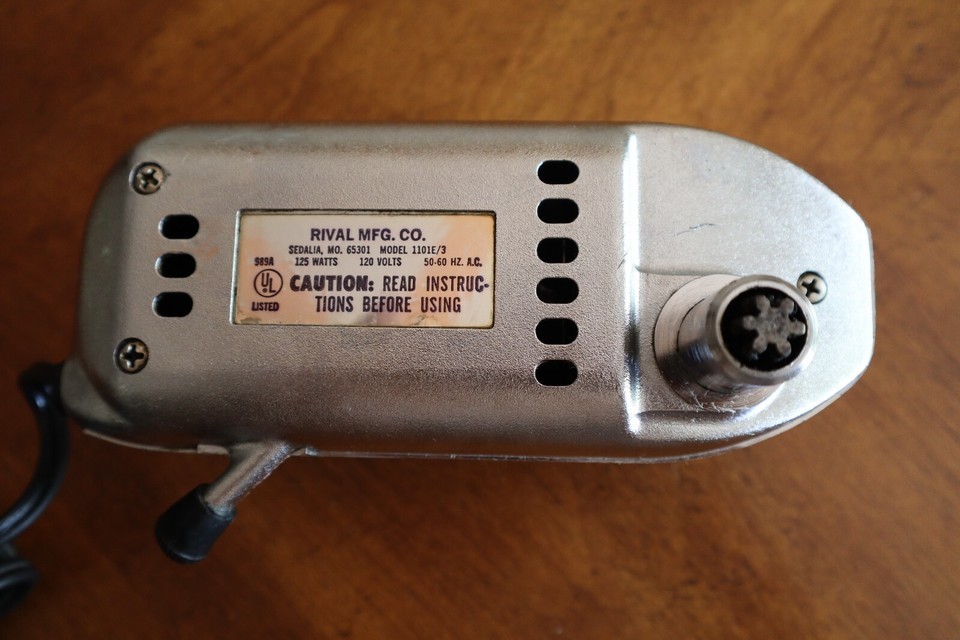 RIVAL MFG. CO.
SEDALIA, MO. 65301 MODEL 1101E/3
989A 125 WATTS 120 VOLTS 50-60 HZ. A.C.
UL CAUTION: READ INSTRUC-
LISTED TIONS BEFORE USING